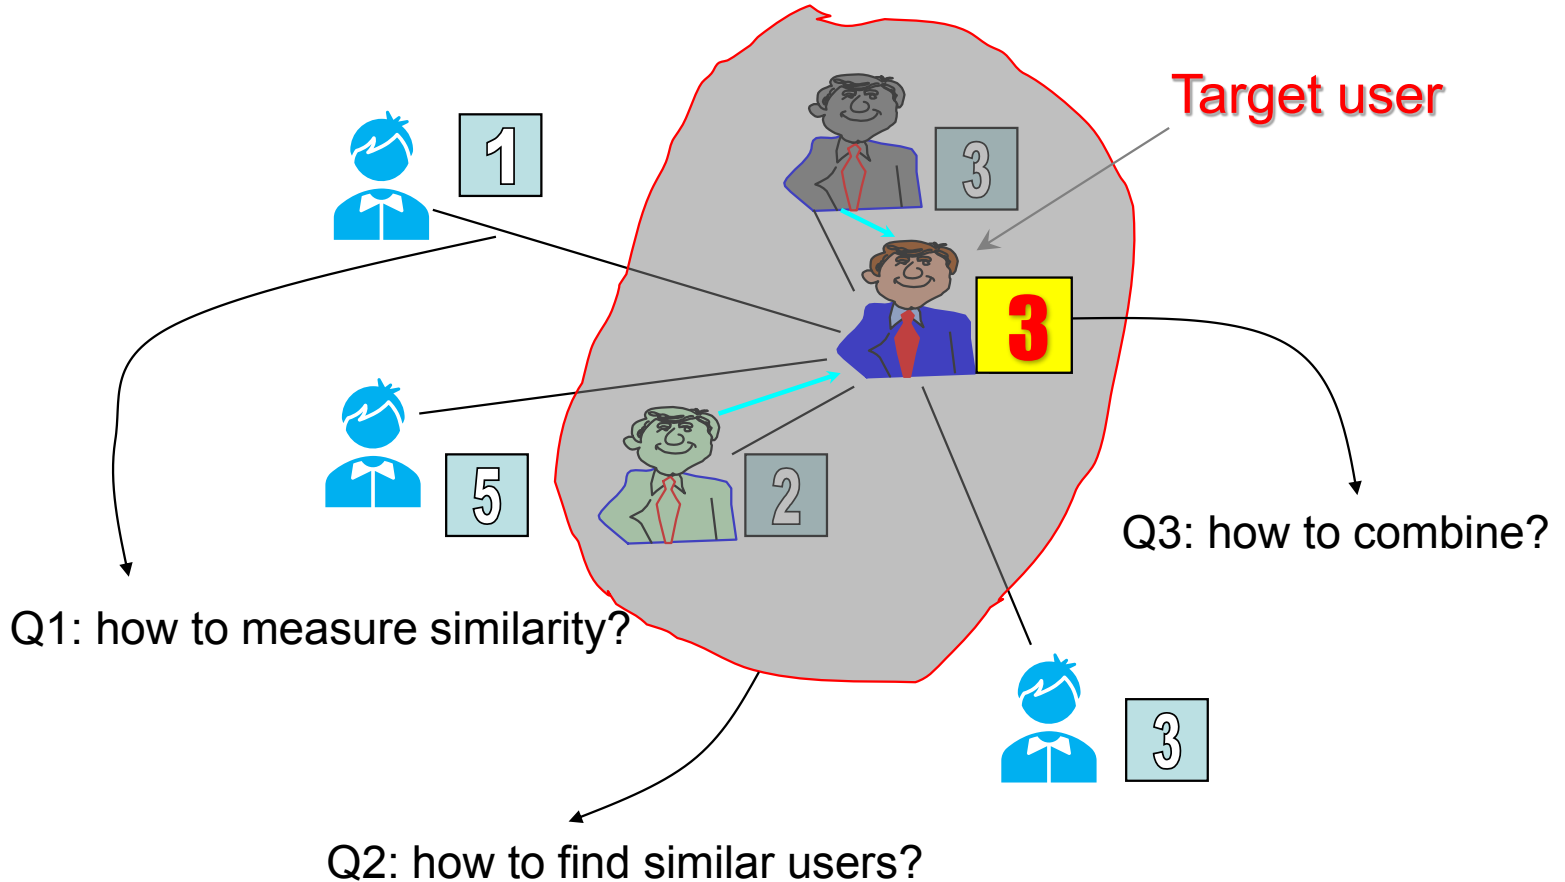 Target user
1
3
3
5
2
Q3: how to combine?
Q1: how to measure similarity?
3
Q2: how to find similar users?